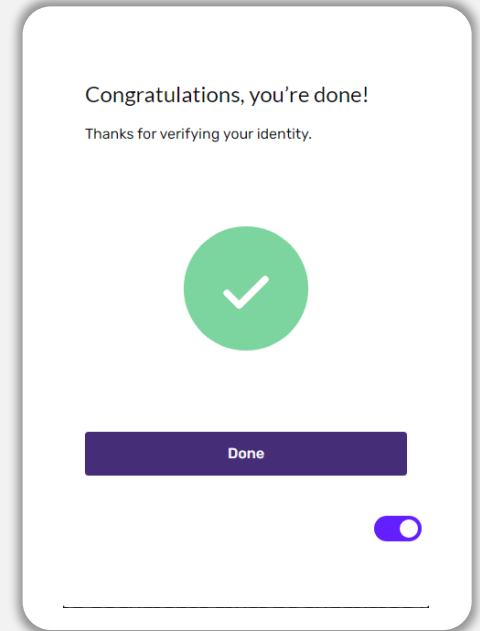 Congratulations, you’re done!
Thanks for verifying your identity.
Done